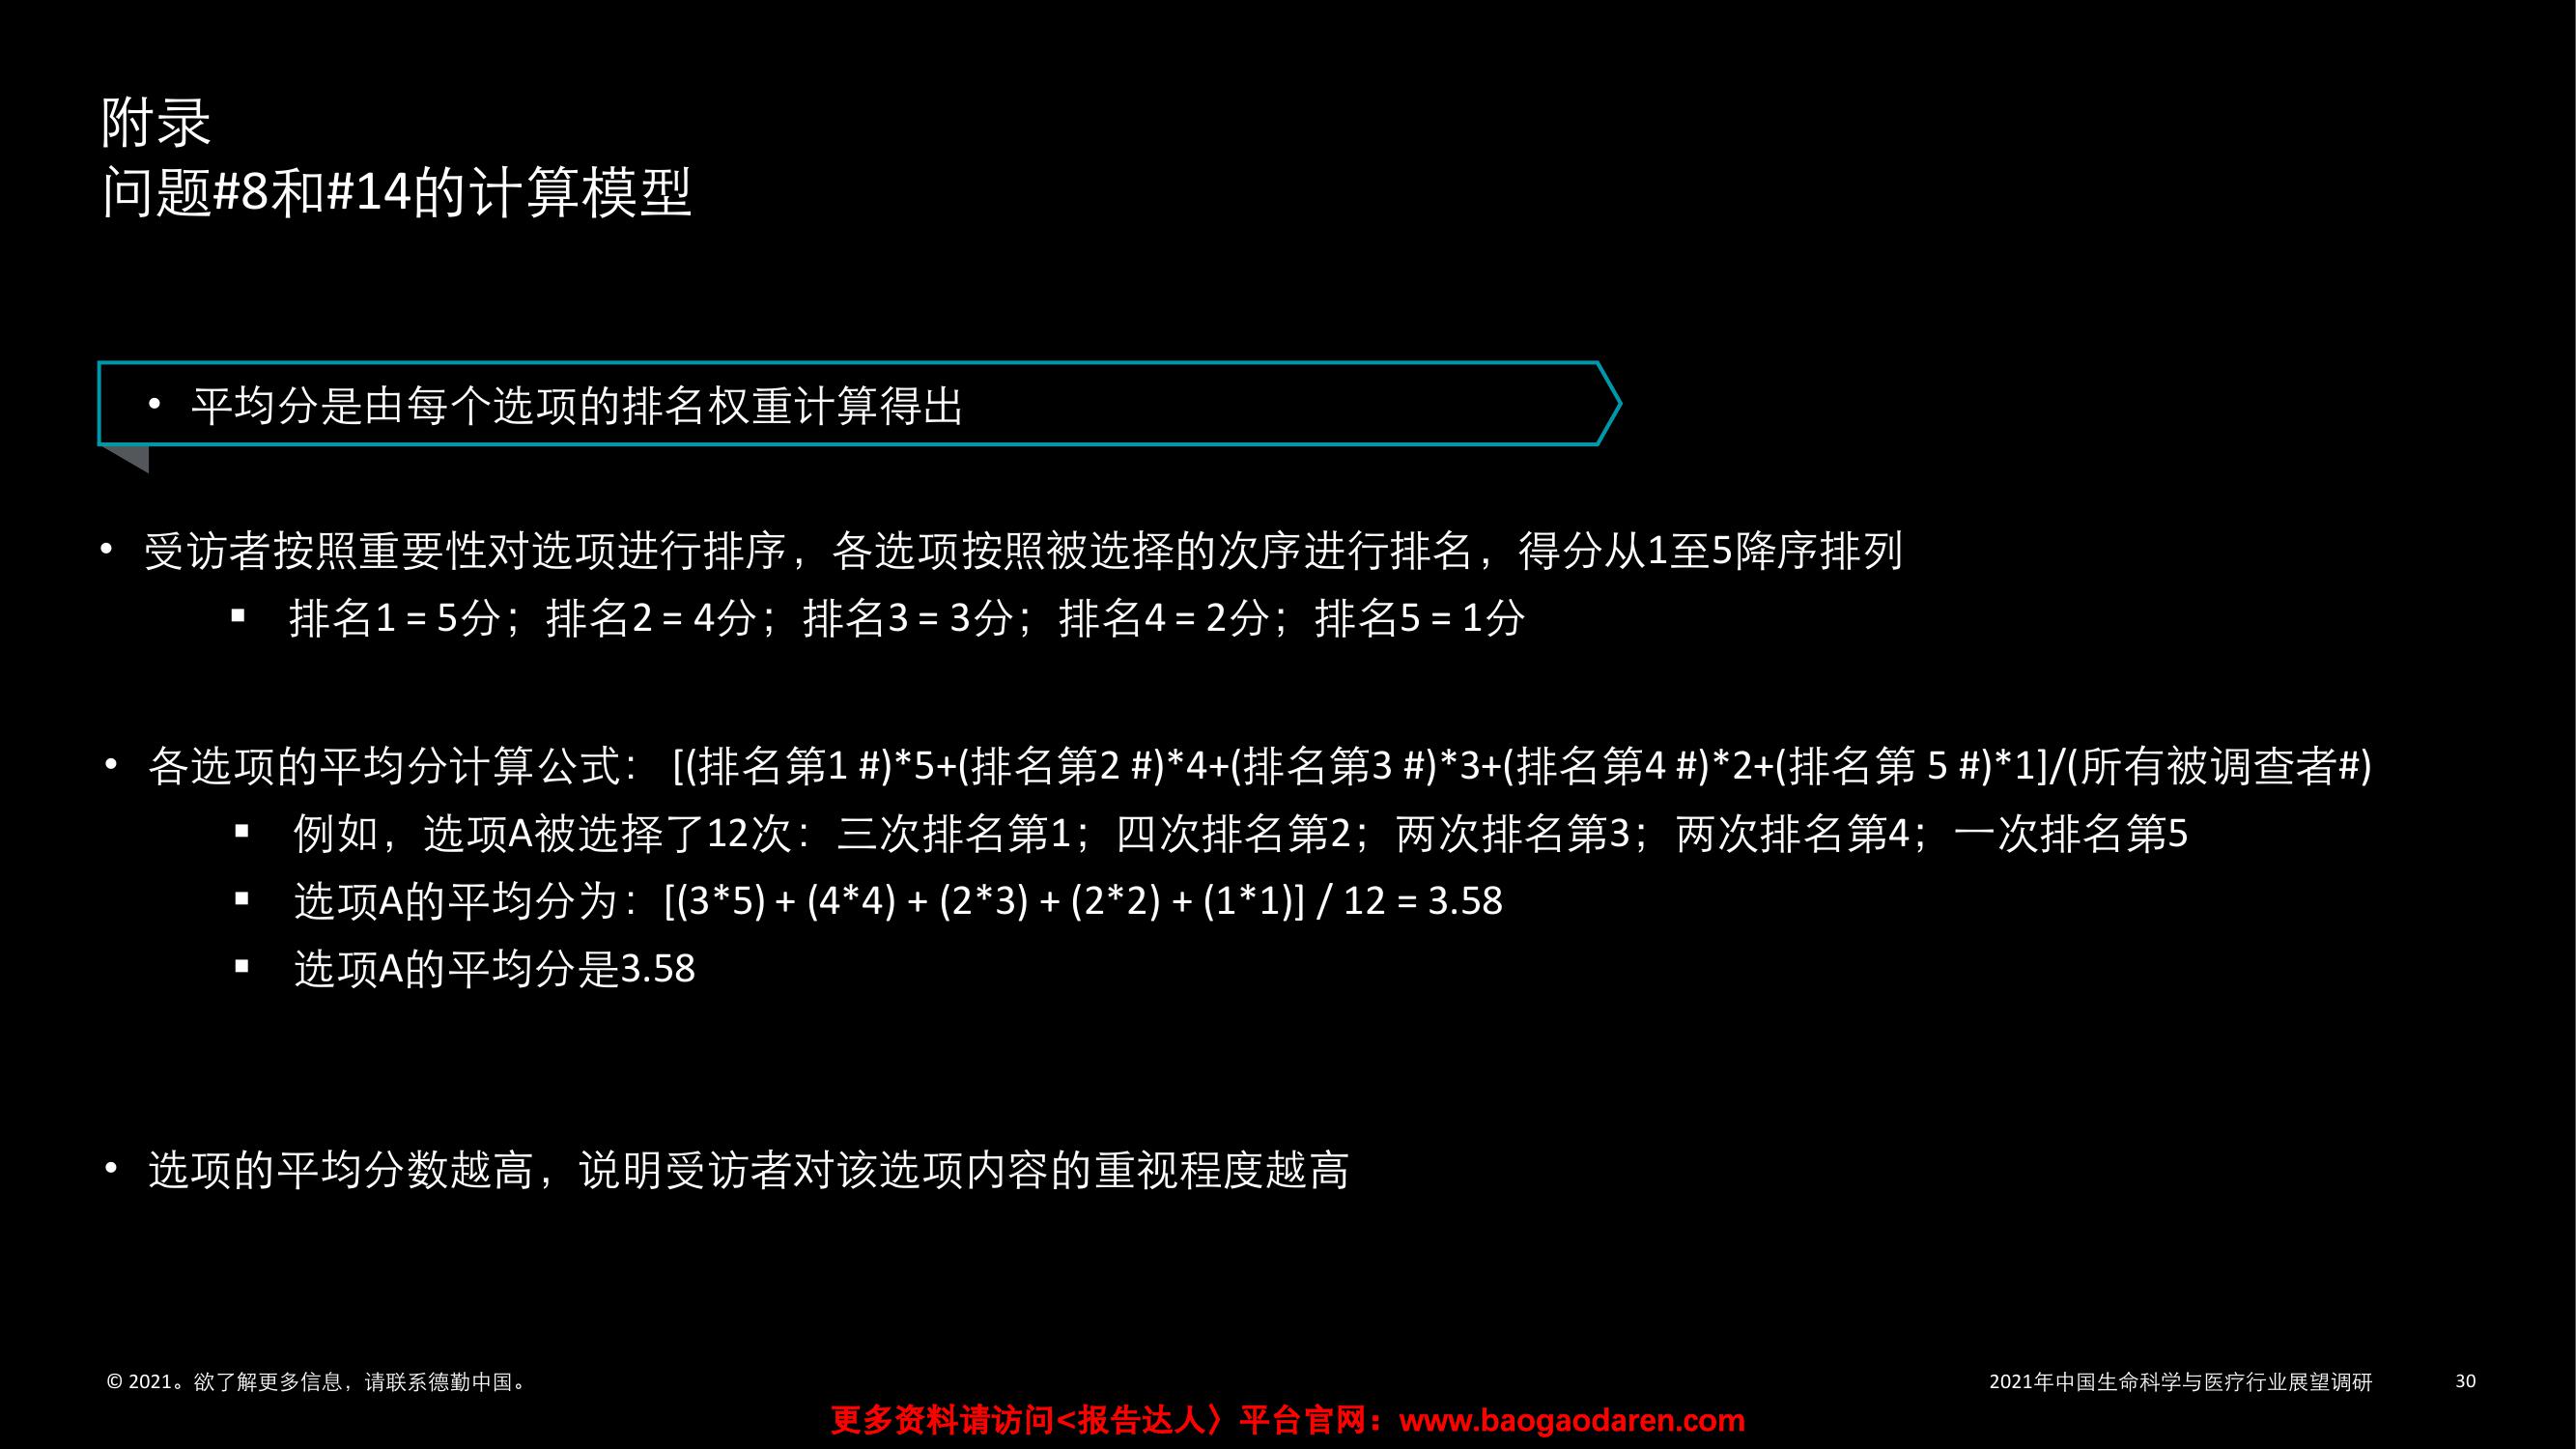 附录
问题#8和#14的计算模型
• 平均分是由每个选项的排名权重计算得出
• 受访者按照重要性对选项进行排序，各选项按照被选择的次序进行排名，得分从1至5降序排列
▪ 排名1 = 5分；排名2 = 4分；排名3 = 3分；排名4 = 2分；排名5 = 1分
• 各选项的平均分计算公式： [(排名第1 #)*5+(排名第2 #)*4+(排名第3 #)*3+(排名第4 #)*2+(排名第 5 #)*1]/(所有被调查者#)
▪ 例如，选项A被选择了12次：三次排名第1；四次排名第2；两次排名第3；两次排名第4；一次排名第5
▪ 选项A的平均分为：[(3*5) + (4*4) + (2*3) + (2*2) + (1*1)] / 12 = 3.58
▪ 选项A的平均分是3.58
• 选项的平均分数越高，说明受访者对该选项内容的重视程度越高
© 2021。欲了解更多信息，请联系德勤中国。
2021年中国生命科学与医疗行业展望调研 30
更多资料请访问<报告达人〉平台官网：www.baogaodaren.com